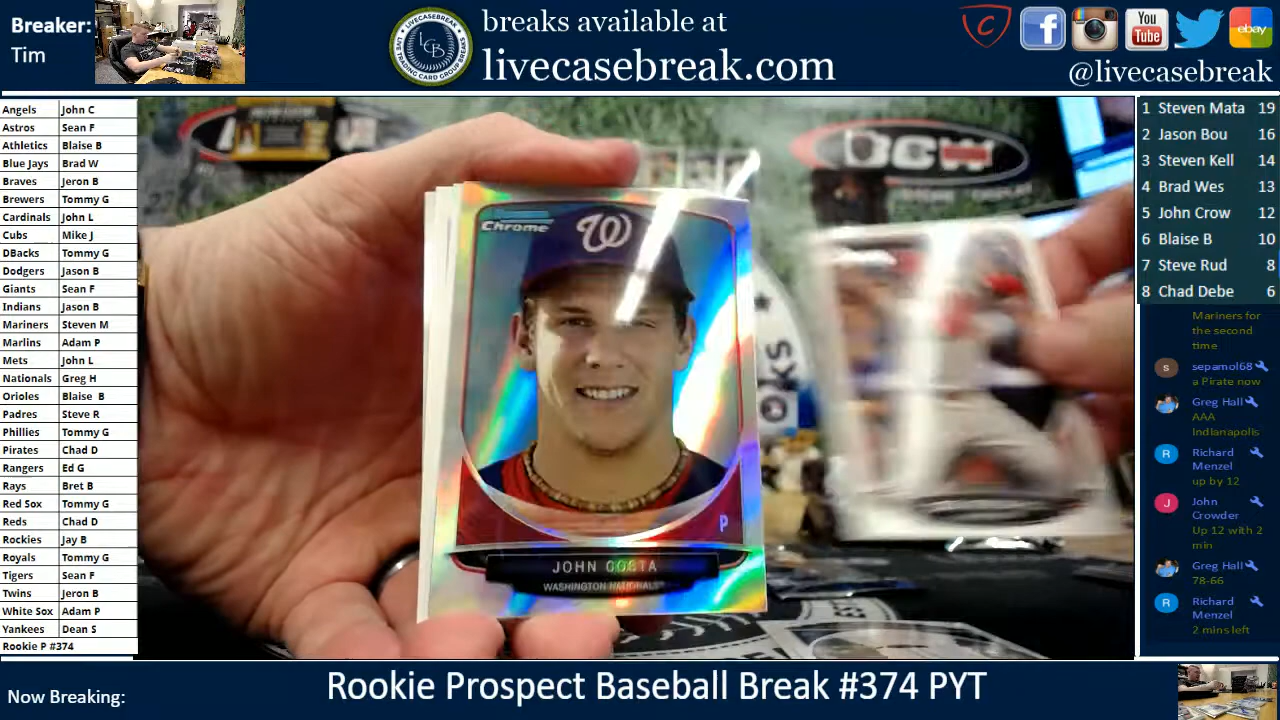 Breaker:
Tim
breaks available at
livecasebreak.com
You
Tube
ebay
@livecasebreak
LCB
Angels John C
Astros Sean F
Athletics Blaise B
Blue Jays Brad W
Braves Jeron B
Brewers Tommy G
Cardinals John L
Cubs Mike J
DBacks Tommy G
Dodgers Jason B
Giants Sean F
Indians Jason B
Mariners Steven M
Marlins Adam P
Mets John L
Nationals Greg H
Orioles Blaise B
Padres Steve R
Phillies Tommy G
Pirates Chad D
Rangers Ed G
Rays Bret B
Red Sox Tommy G
Reds Chad D
Rockies Jay B
Royals Tommy G
Tigers Sean F
Twins Jeron B
White Sox Adam P
Yankees Dean S
Rookie P #374
BCW
Chrome
W
P
JOHN COSTA
WASHINGTON NATIONALS
1 Steven Mata 19
2 Jason Bou 16
3 Steven Kell 14
4 Brad Wes 13
5 John Crow 12
6 Blaise B 10
7 Steve Rud 8
8 Chad Debe 6
Mariners for
the second
time
S sepamol68
a Pirate now
Greg Hall
AAA
Indianapolis
R Richard
Menzel
up by 12
J John
Crowder
Up 12 with 2
min
Greg Hall
78-66
R Richard
Menzel
2 mins left
Now Breaking:
Rookie Prospect Baseball Break #374 PYT